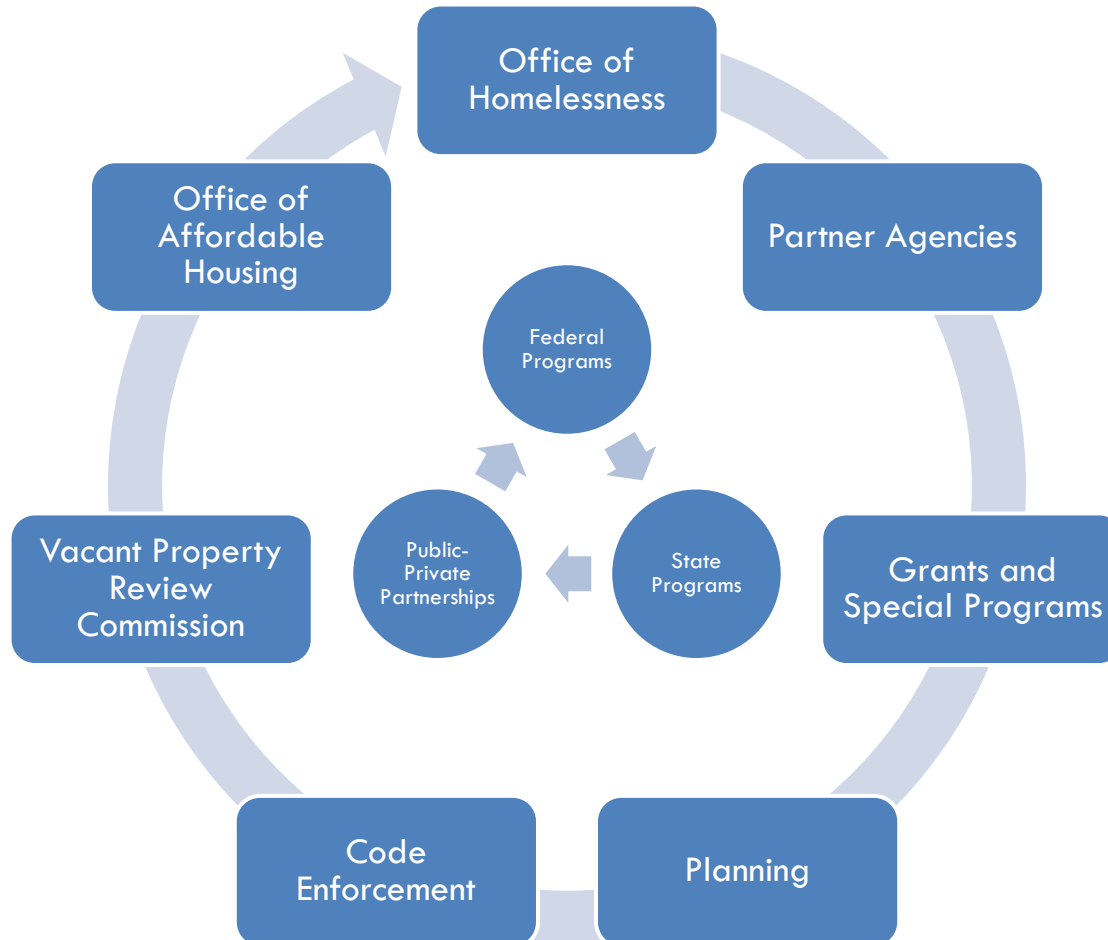 Office of
Homelessness
Partner Agencies
Grants and
Special Programs
Planning
Code
Enforcement
Vacant Property
Review
Commission
Office of
Affordable
Housing
Federal
Programs
State
Programs
Public-
Private
Partnerships